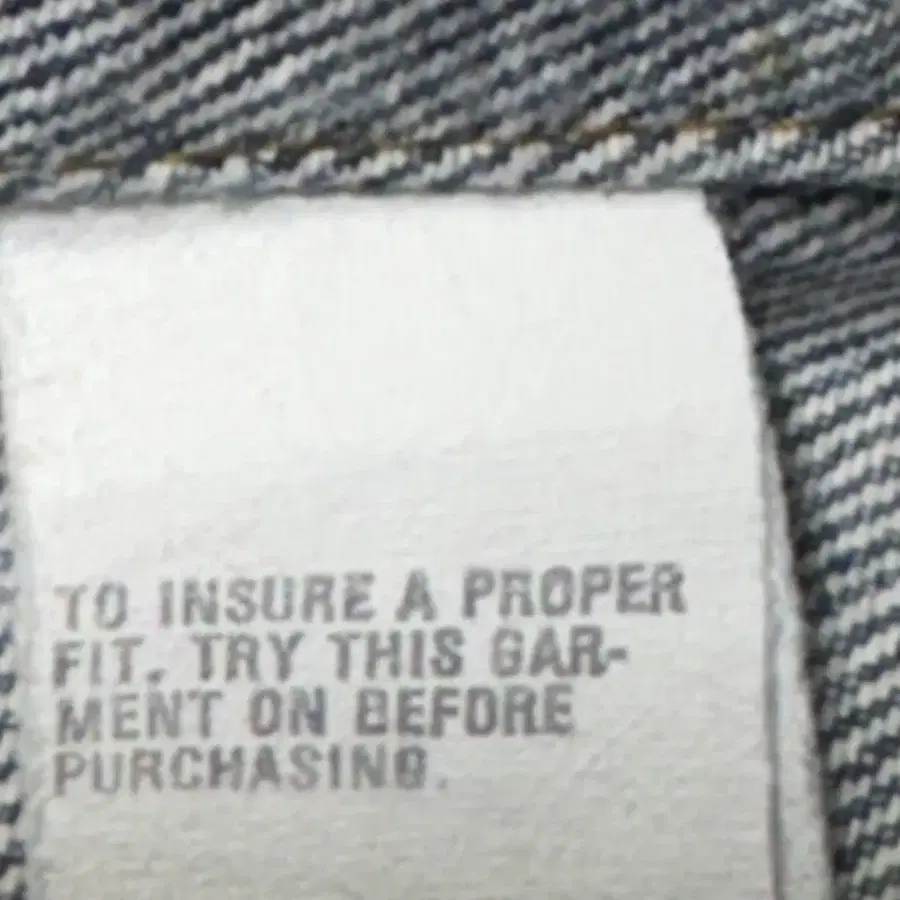 TO INSURE A PROPER
FIT. TRY THIS GAR-
MENT ON BEFORE
PURCHASING.